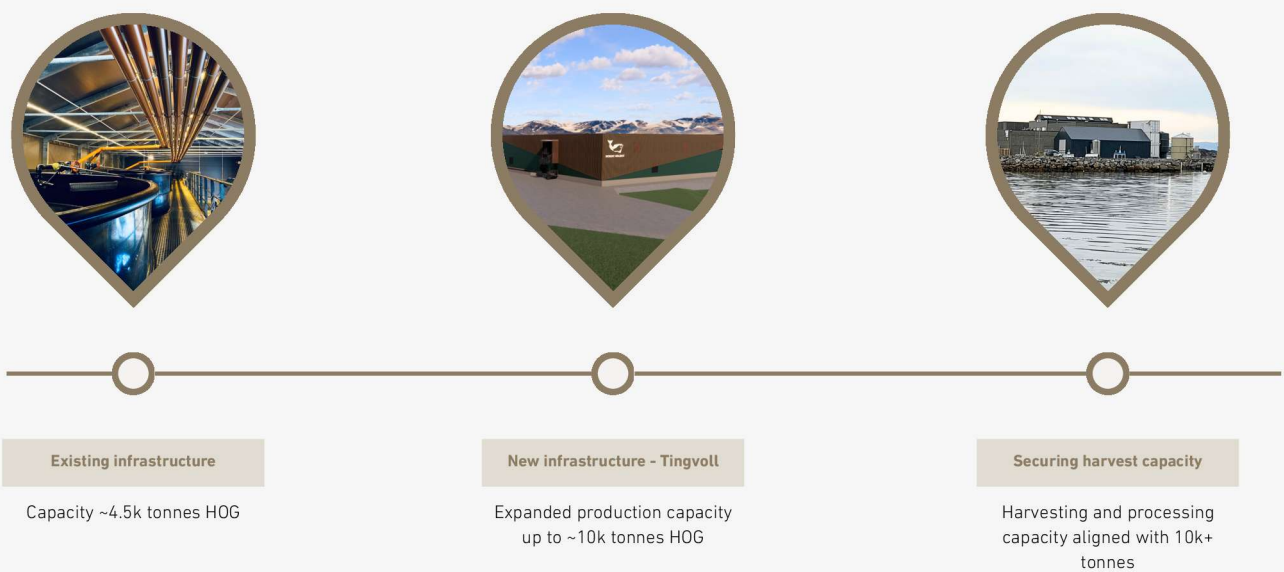 Existing infrastructure
Capacity ~4.5k tonnes HOG
New infrastructure - Tingvoll
Expanded production capacity
up to ~10k tonnes HOG
Securing harvest capacity
Harvesting and processing
capacity aligned with 10k+
tonnes